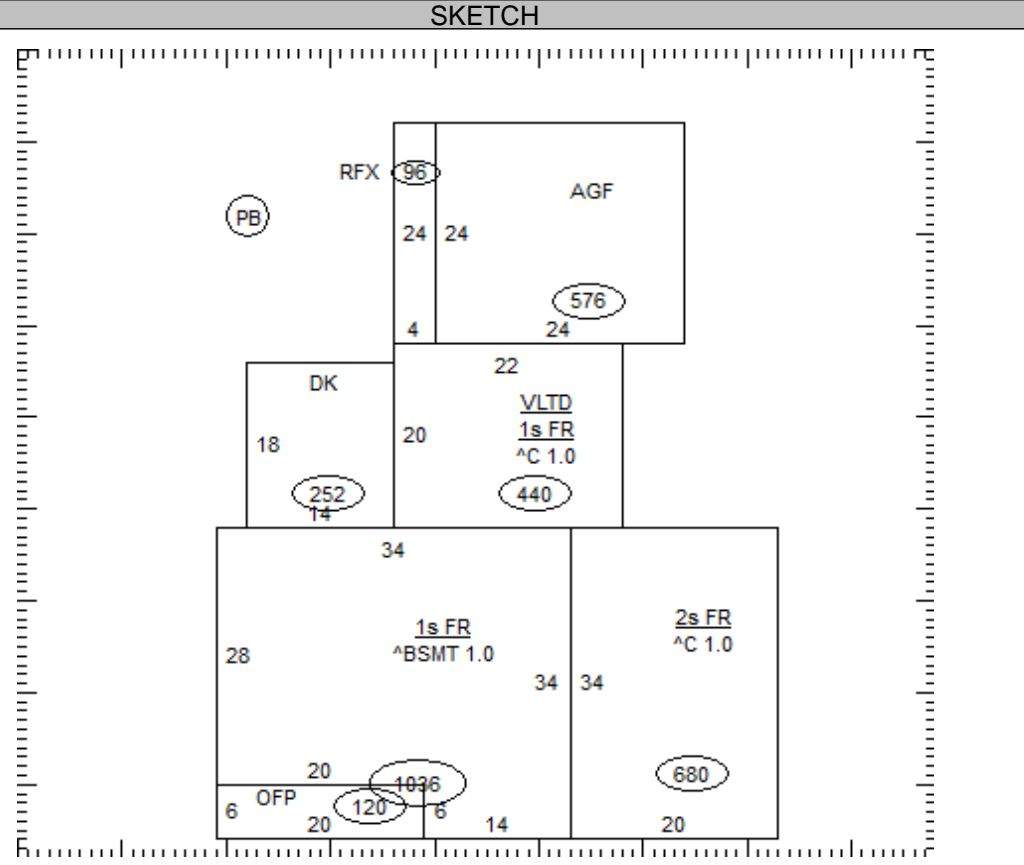 SKETCH
RFX 96
AGF
PB
24 24
576
4 24
22
DK
VLTD
18 20 1s FR
^C 1.0
252 440
14
34
1s FR 2s FR
^BSMT 1.0 ^C 1.0
28
34 34
20 1036 680
OFP 120
6 6
20 14 20